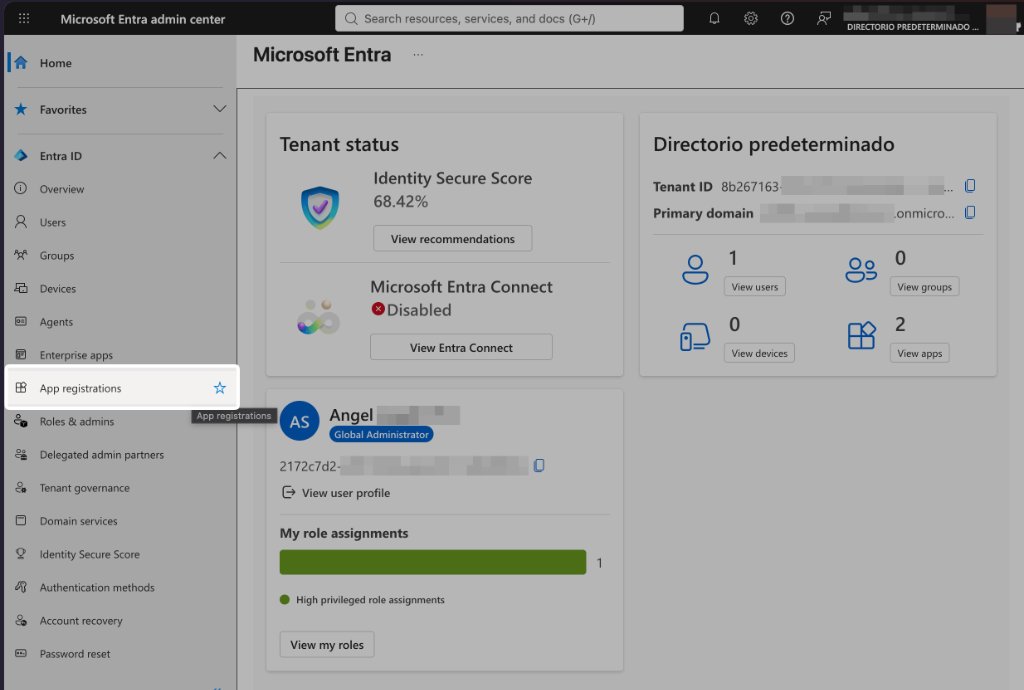 Microsoft Entra admin center
Search resources, services, and docs (G+/)
DIRECTORIO PREDETERMINADO ...
Home
Favorites
Entra ID
Overview
Users
Groups
Devices
Agents
Enterprise apps
App registrations
App registrations
Roles & admins
Delegated admin partners
Tenant governance
Domain services
Identity Secure Score
Authentication methods
Account recovery
Password reset
Microsoft Entra ...
Tenant status
Identity Secure Score
68.42%
View recommendations
Microsoft Entra Connect
Disabled
View Entra Connect
Directorio predeterminado
Tenant ID 8b267163- ...
Primary domain .onmicro...
1
View users
0
View groups
0
View devices
2
View apps
AS
Angel
Global Administrator
2172c7d2-
View user profile
My role assignments
1
High privileged role assignments
View my roles